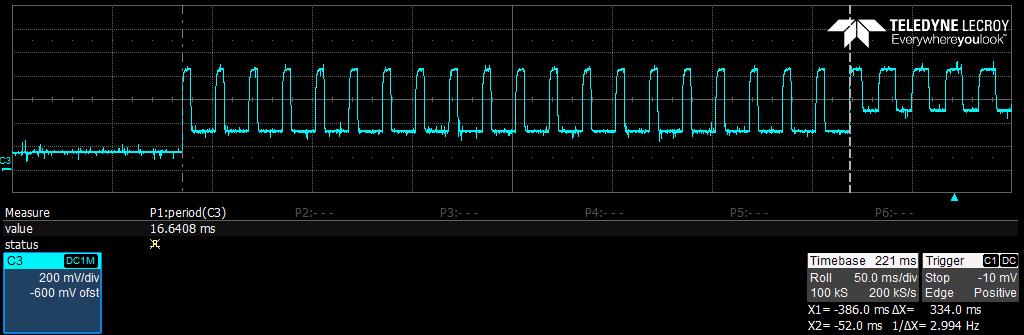 TELEDYNE LECROY
Everywhereyoulook™
C3
Measure P1:period(C3) P2:- - - P3:- - - P4:- - - P5:- - - P6:- - -
value 16.6408 ms
status
C3 DC1M
200 mV/div
-600 mV ofst
Timebase 221 ms
Roll 50.0 ms/div
100 kS 200 kS/s
Trigger C1 DC
Stop -10 mV
Edge Positive
X1= -386.0 ms ΔX= 334.0 ms
X2= -52.0 ms 1/ΔX= 2.994 Hz